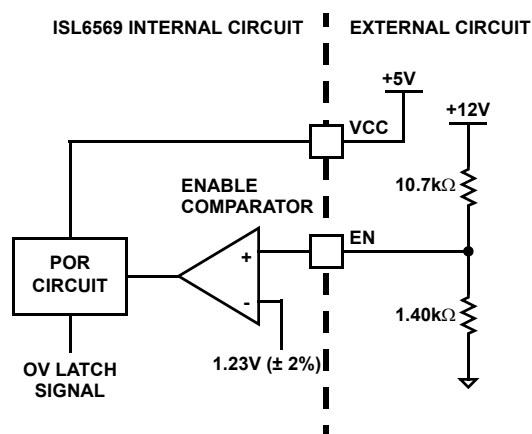 ISL6569 INTERNAL CIRCUIT
EXTERNAL CIRCUIT
+5V
+12V
VCC
10.7kΩ
ENABLE
COMPARATOR
EN
+
POR
CIRCUIT
-
1.40kΩ
1.23V (± 2%)
OV LATCH
SIGNAL